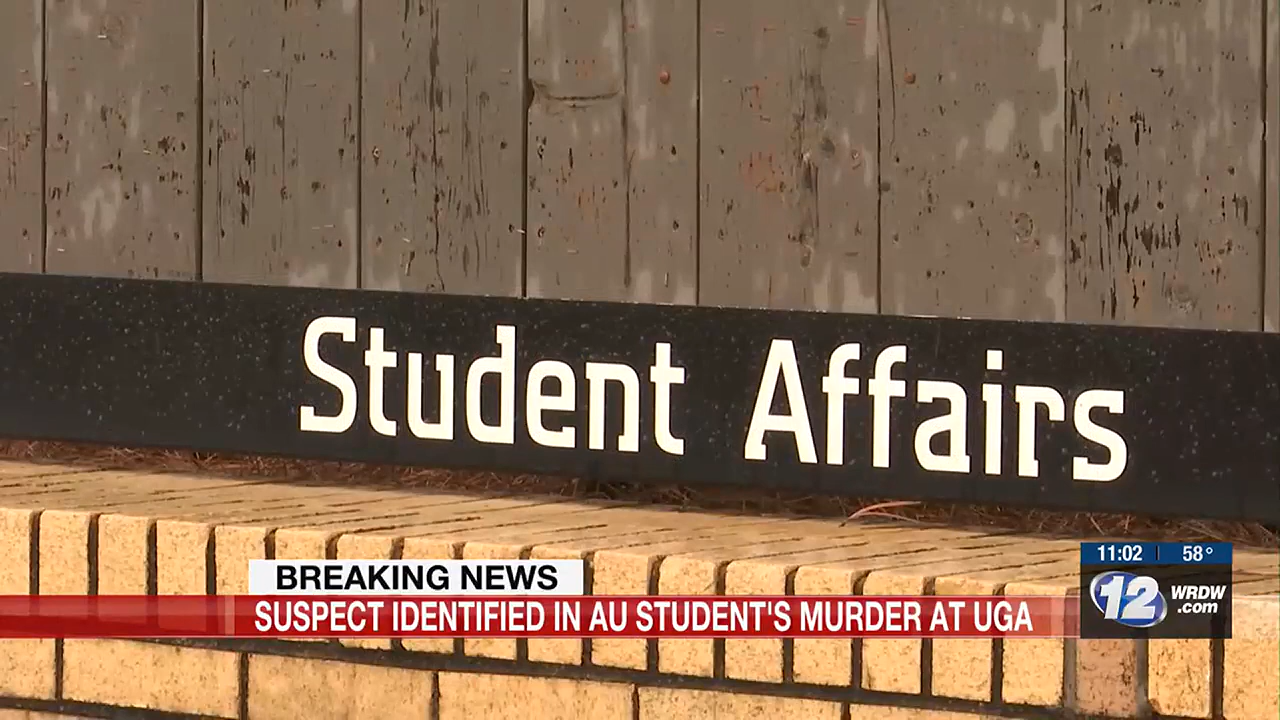 Student Affairs
BREAKING NEWS
SUSPECT IDENTIFIED IN AU STUDENT'S MURDER AT UGA
11:02 58°
12 WRDW
.com